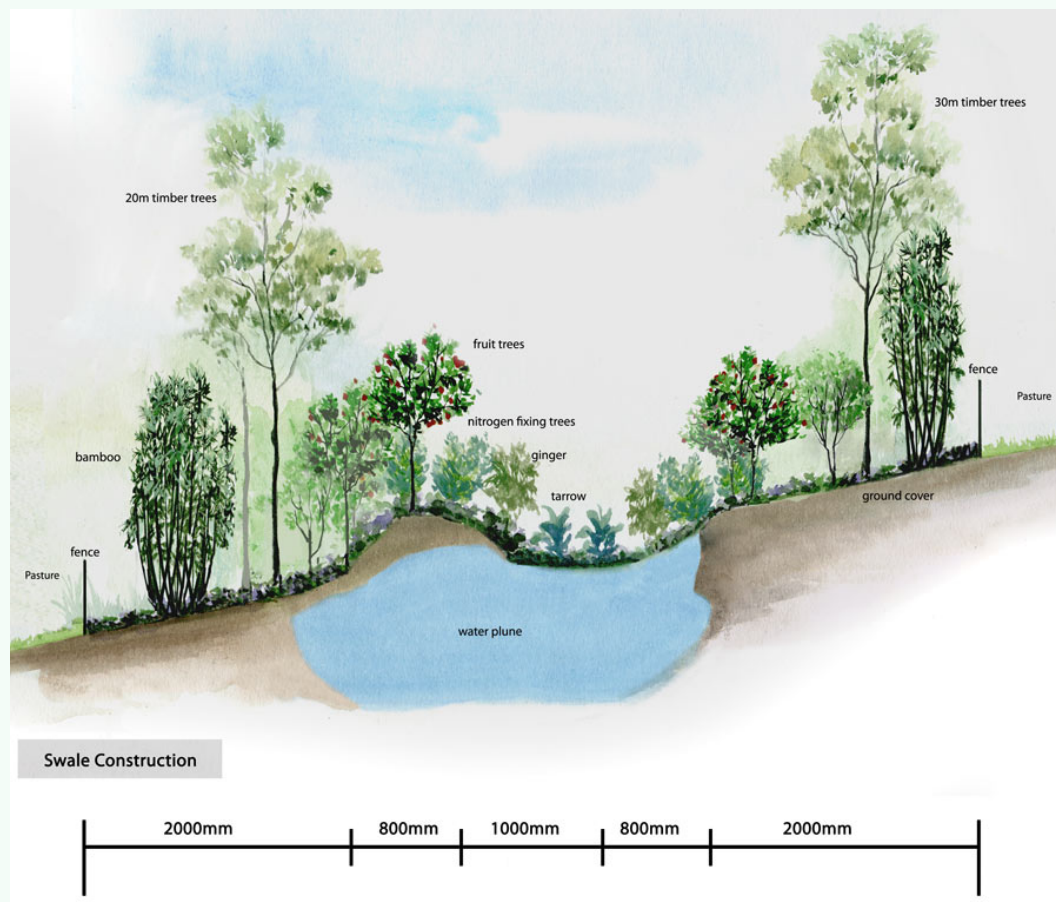 30m timber trees
20m timber trees
fruit trees
fence
Pasture
nitrogen fixing trees
bamboo
ginger
tarrow
ground cover
fence
Pasture
water plune
Swale Construction
2000mm
800mm
1000mm
800mm
2000mm